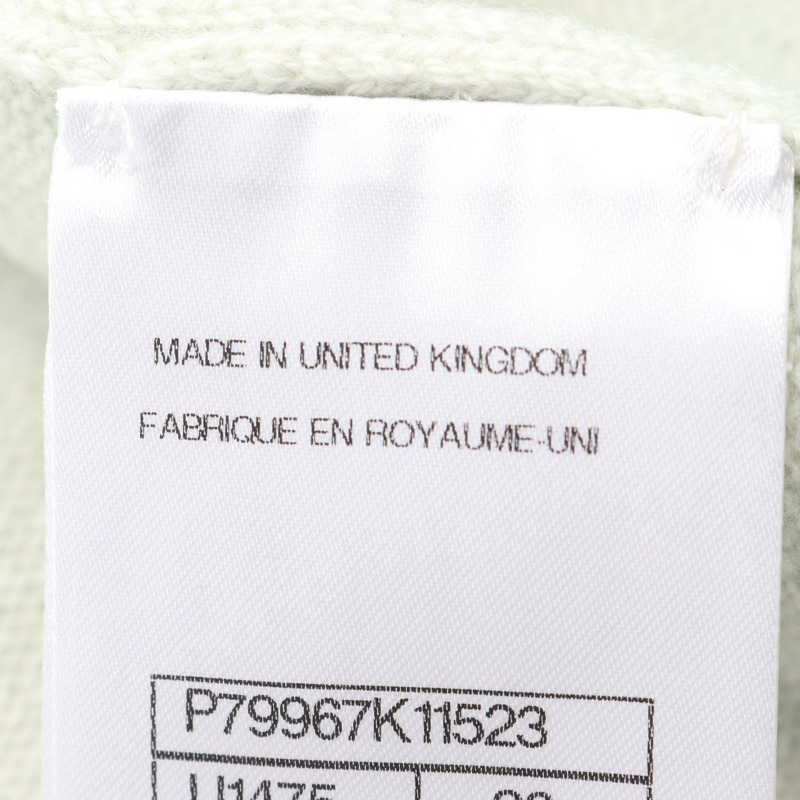 MADE IN UNITED KINGDOM
FABRIQUE EN ROYAUME-UNI
P79967K11523